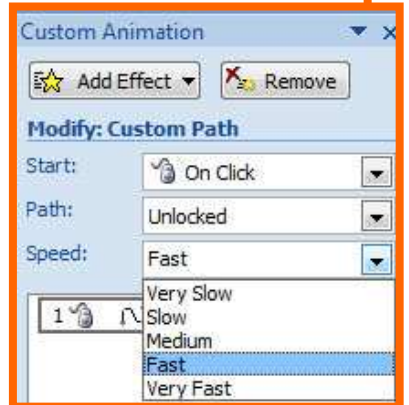 Custom Animation
Add Effect Remove
Modify: Custom Path
Start: On Click
Path: Unlocked
Speed: Fast
Very Slow
1 Slow
Medium
Fast
Very Fast